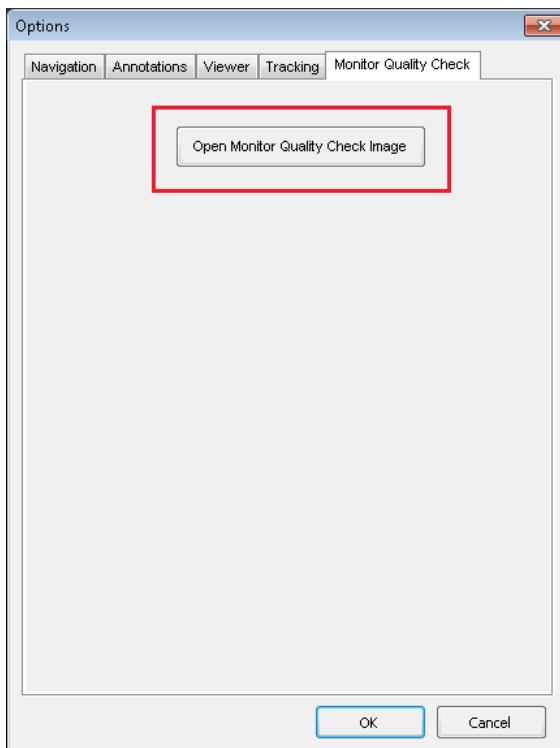 Options
Navigation Annotations Viewer Tracking Monitor Quality Check
Open Monitor Quality Check Image
OK Cancel